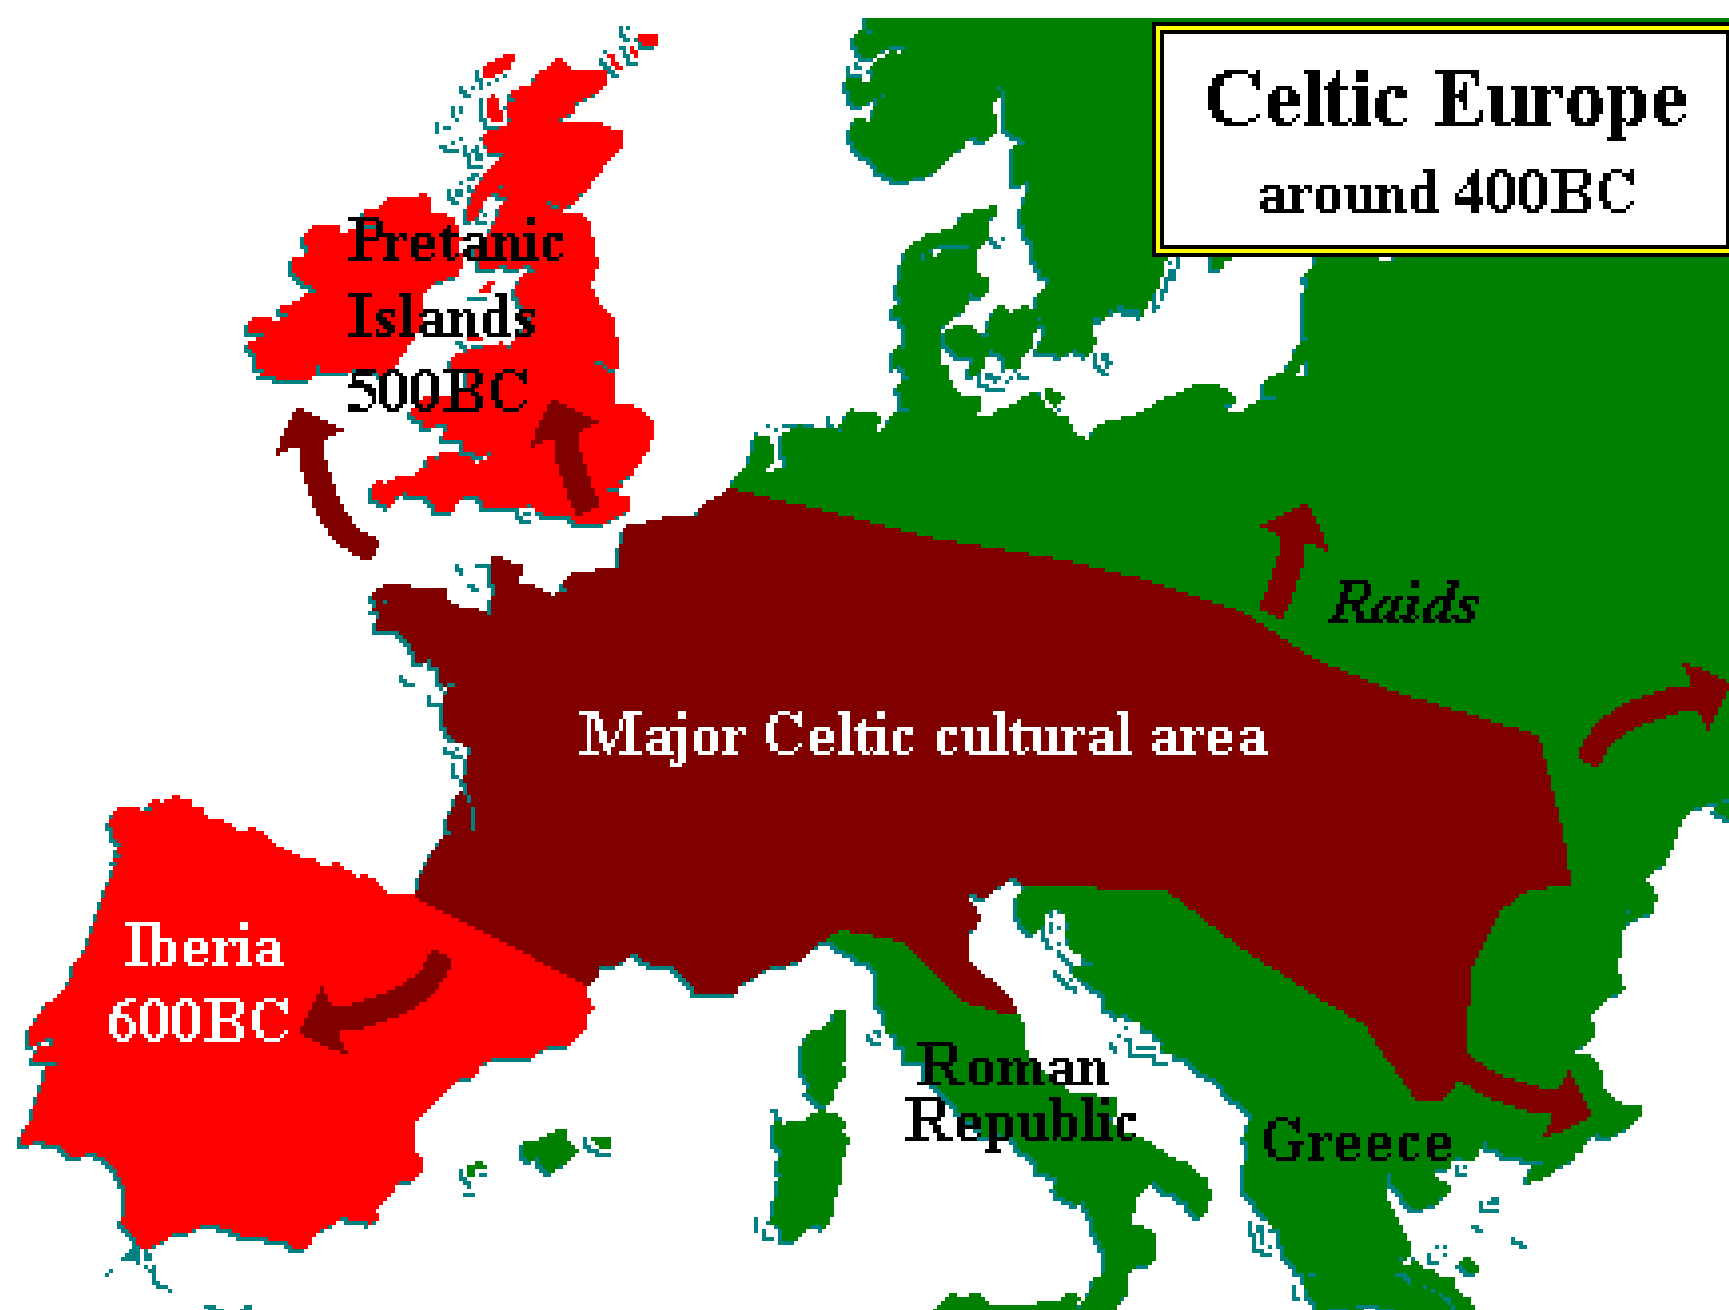 Celtic Europe
around 400BC
Pretanic
Islands
500BC
Raids
Major Celtic cultural area
Iberia
600BC
Roman
Republic
Greece